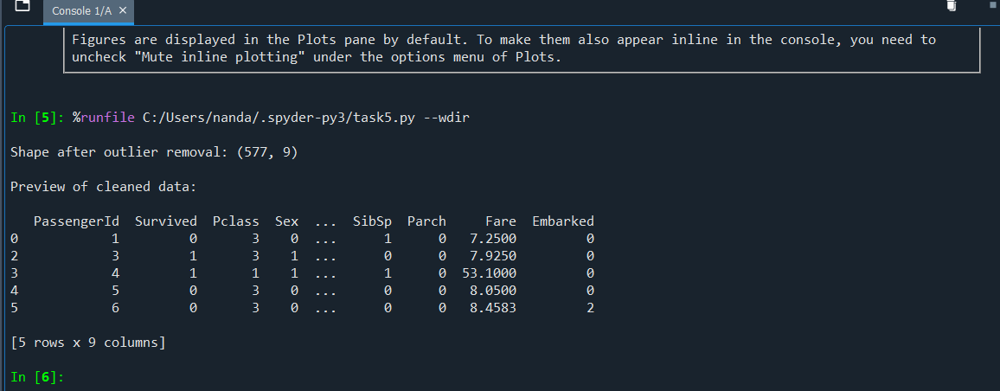 Console 1/A ×
Figures are displayed in the Plots pane by default. To make them also appear inline in the console, you need to
uncheck "Mute inline plotting" under the options menu of Plots.
In [5]: %runfile C:/Users/nanda/.spyder-py3/task5.py --wdir
Shape after outlier removal: (577, 9)
Preview of cleaned data:
PassengerId Survived Pclass Sex ... SibSp Parch Fare Embarked
0 1 0 3 0 ... 1 0 7.2500 0
2 3 1 3 1 ... 0 0 7.9250 0
3 4 1 1 1 ... 1 0 53.1000 0
4 5 0 3 0 ... 0 0 8.0500 0
5 6 0 3 0 ... 0 0 8.4583 2
[5 rows x 9 columns]
In [6]: